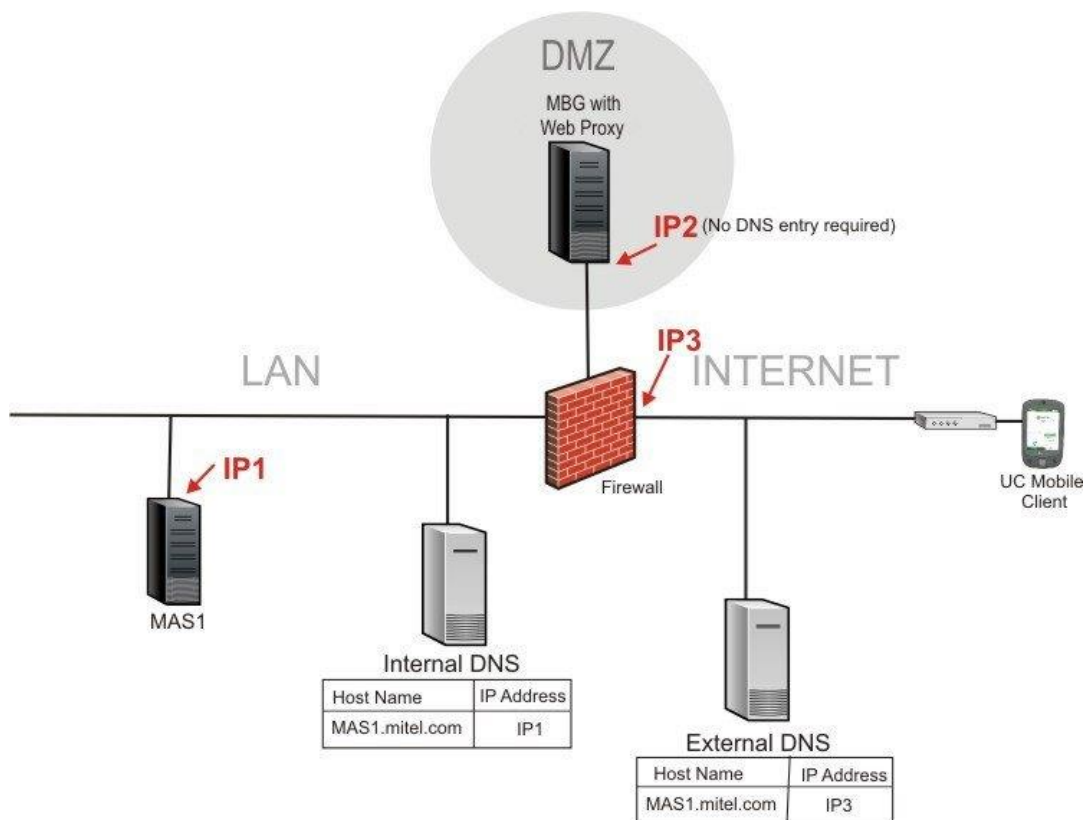 DMZ
MBG with
Web Proxy
IP2 (No DNS entry required)
IP3
LAN
INTERNET
IP1
Firewall
UC Mobile
Client
MAS1
Internal DNS
Host Name IP Address
MAS1.mitel.com IP1
External DNS
Host Name IP Address
MAS1.mitel.com IP3